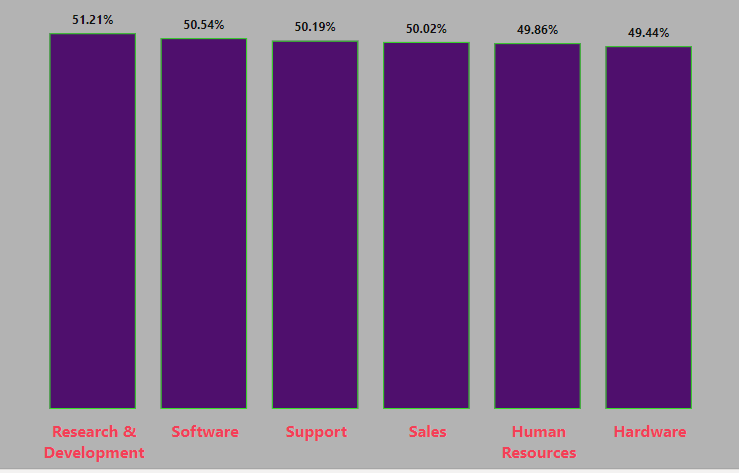 51.21%
50.54%
50.19%
50.02%
49.86%
49.44%
Research &
Development
Software
Support
Sales
Human
Resources
Hardware